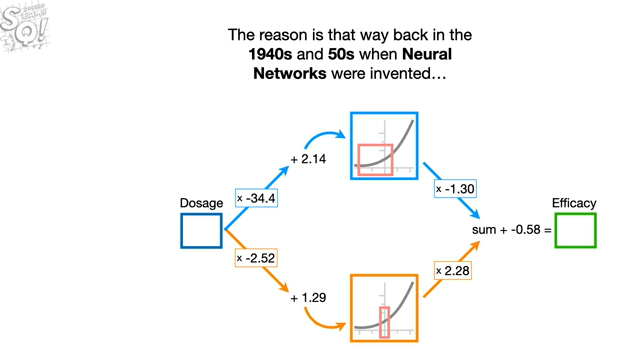 SQ!
The reason is that way back in the
1940s and 50s when Neural
Networks were invented…
+ 2.14
x -34.4
x -1.30
Dosage
Efficacy
sum + -0.58 =
x -2.52
x 2.28
+ 1.29